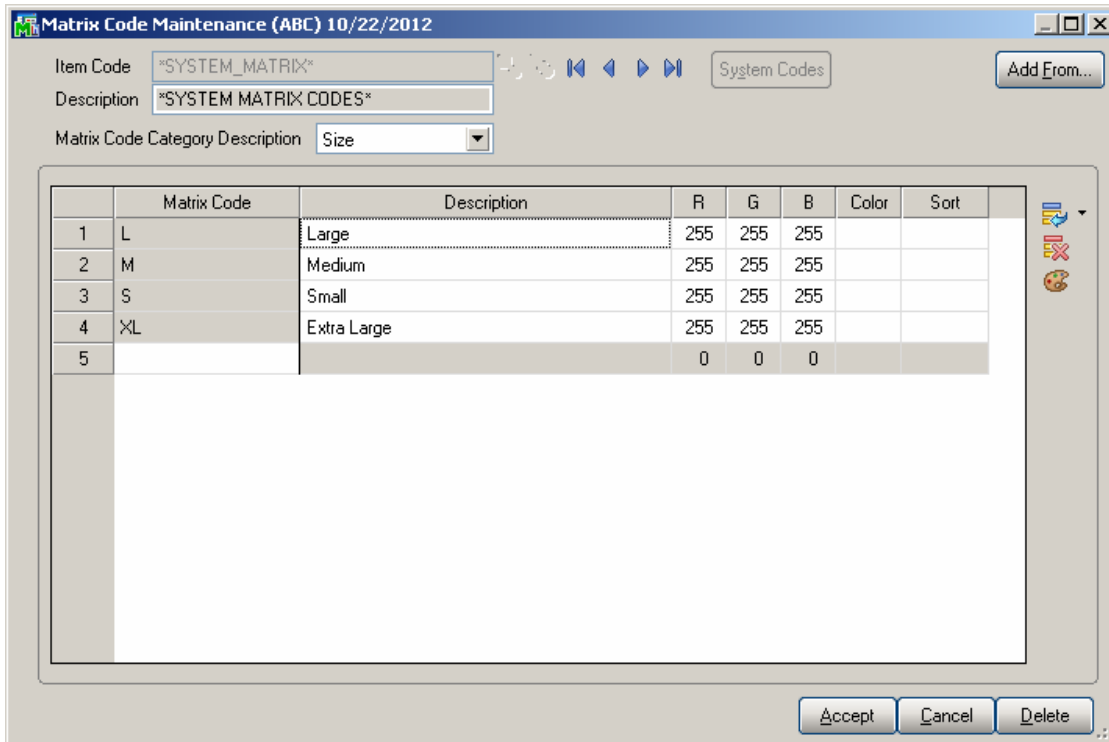 Matrix Code Maintenance (ABC) 10/22/2012
Item Code *SYSTEM_MATRIX* System Codes Add From...
Description *SYSTEM MATRIX CODES*
Matrix Code Category Description Size
Matrix Code Description R G B Color Sort
1 L Large 255 255 255
2 M Medium 255 255 255
3 S Small 255 255 255
4 XL Extra Large 255 255 255
5 0 0 0
Accept Cancel Delete